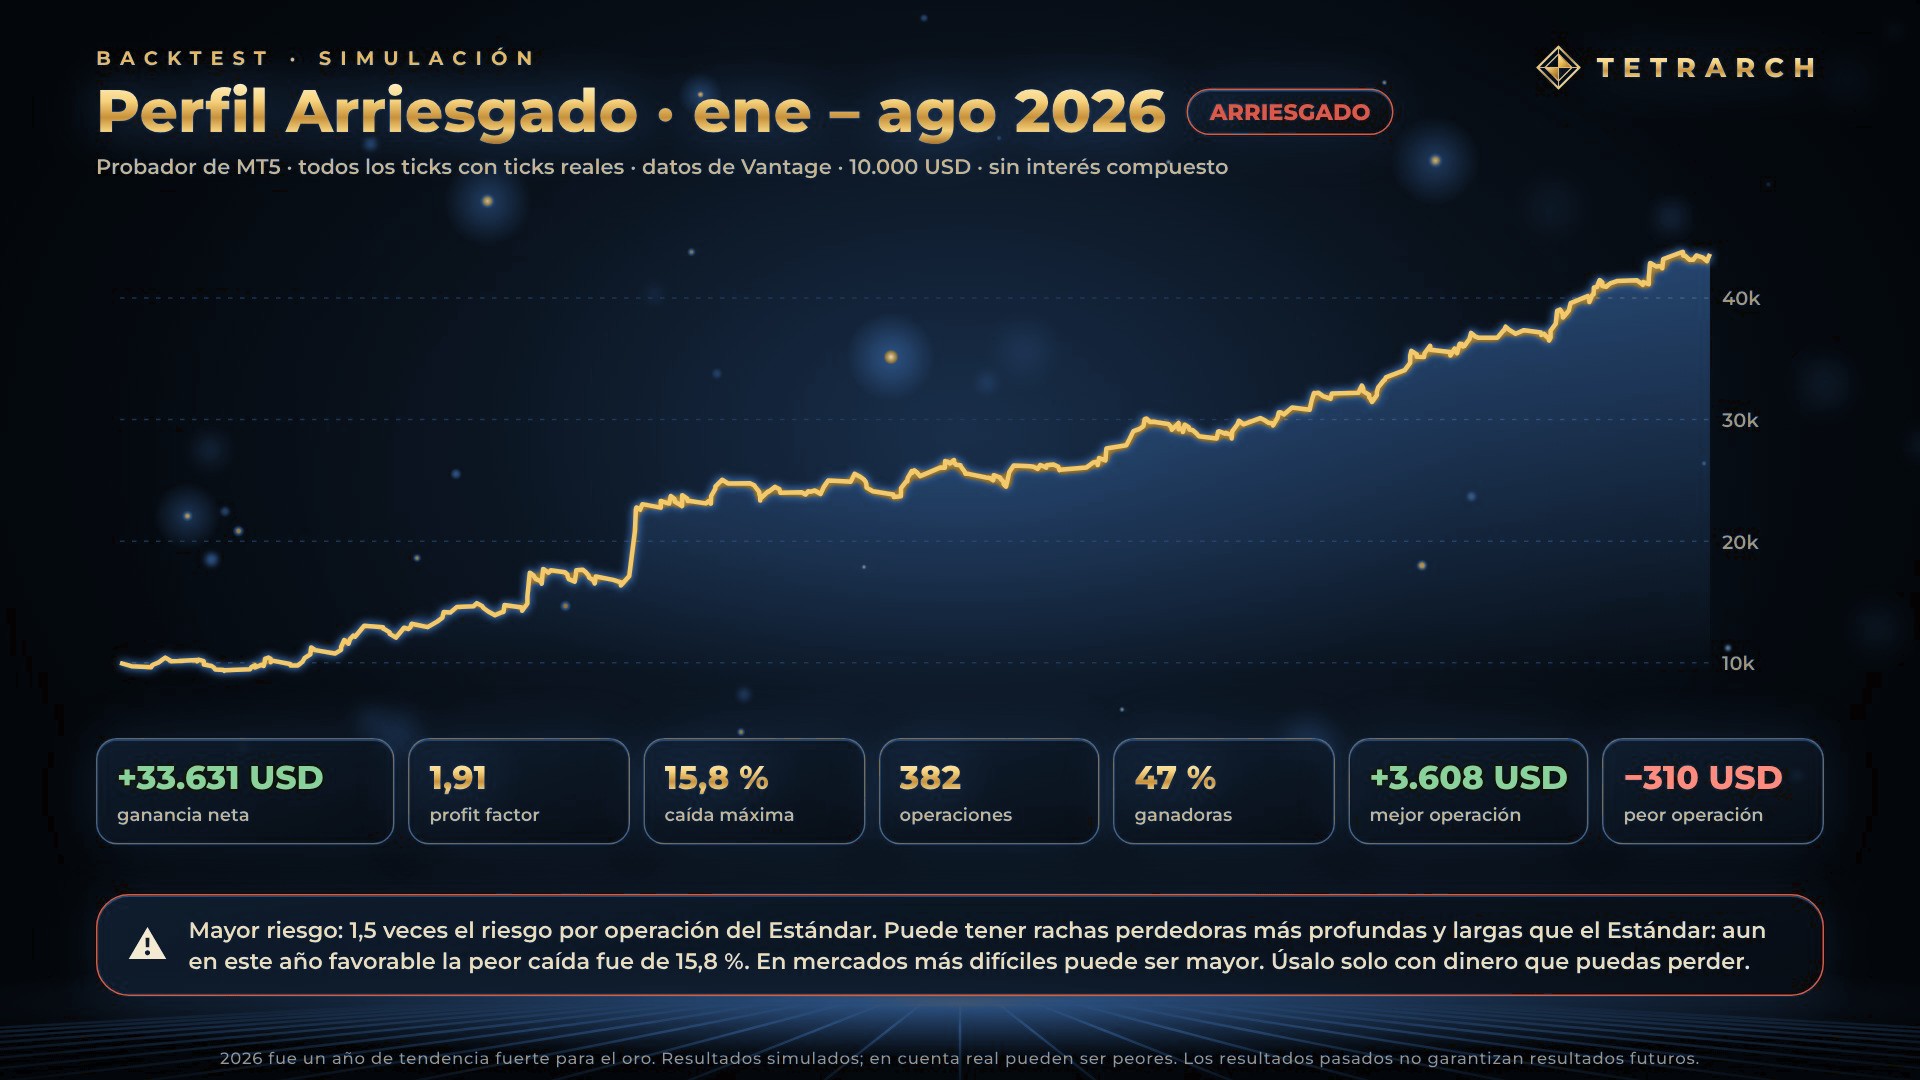 BACKTEST · SIMULACIÓN
TETRARCH
Perfil Arriesgado · ene – ago 2026
ARRIESGADO
Probador de MT5 · todos los ticks con ticks reales · datos de Vantage · 10.000 USD · sin interés compuesto
40k
30k
20k
10k
+33.631 USD
ganancia neta
1,91
profit factor
15,8 %
caída máxima
382
operaciones
47 %
ganadoras
+3.608 USD
mejor operación
−310 USD
peor operación
Mayor riesgo: 1,5 veces el riesgo por operación del Estándar. Puede tener rachas perdedoras más profundas y largas que el Estándar: aun
en este año favorable la peor caída fue de 15,8 %. En mercados más difíciles puede ser mayor. Úsalo solo con dinero que puedas perder.
2026 fue un año de tendencia fuerte para el oro. Resultados simulados; en cuenta real pueden ser peores. Los resultados pasados no garantizan resultados futuros.